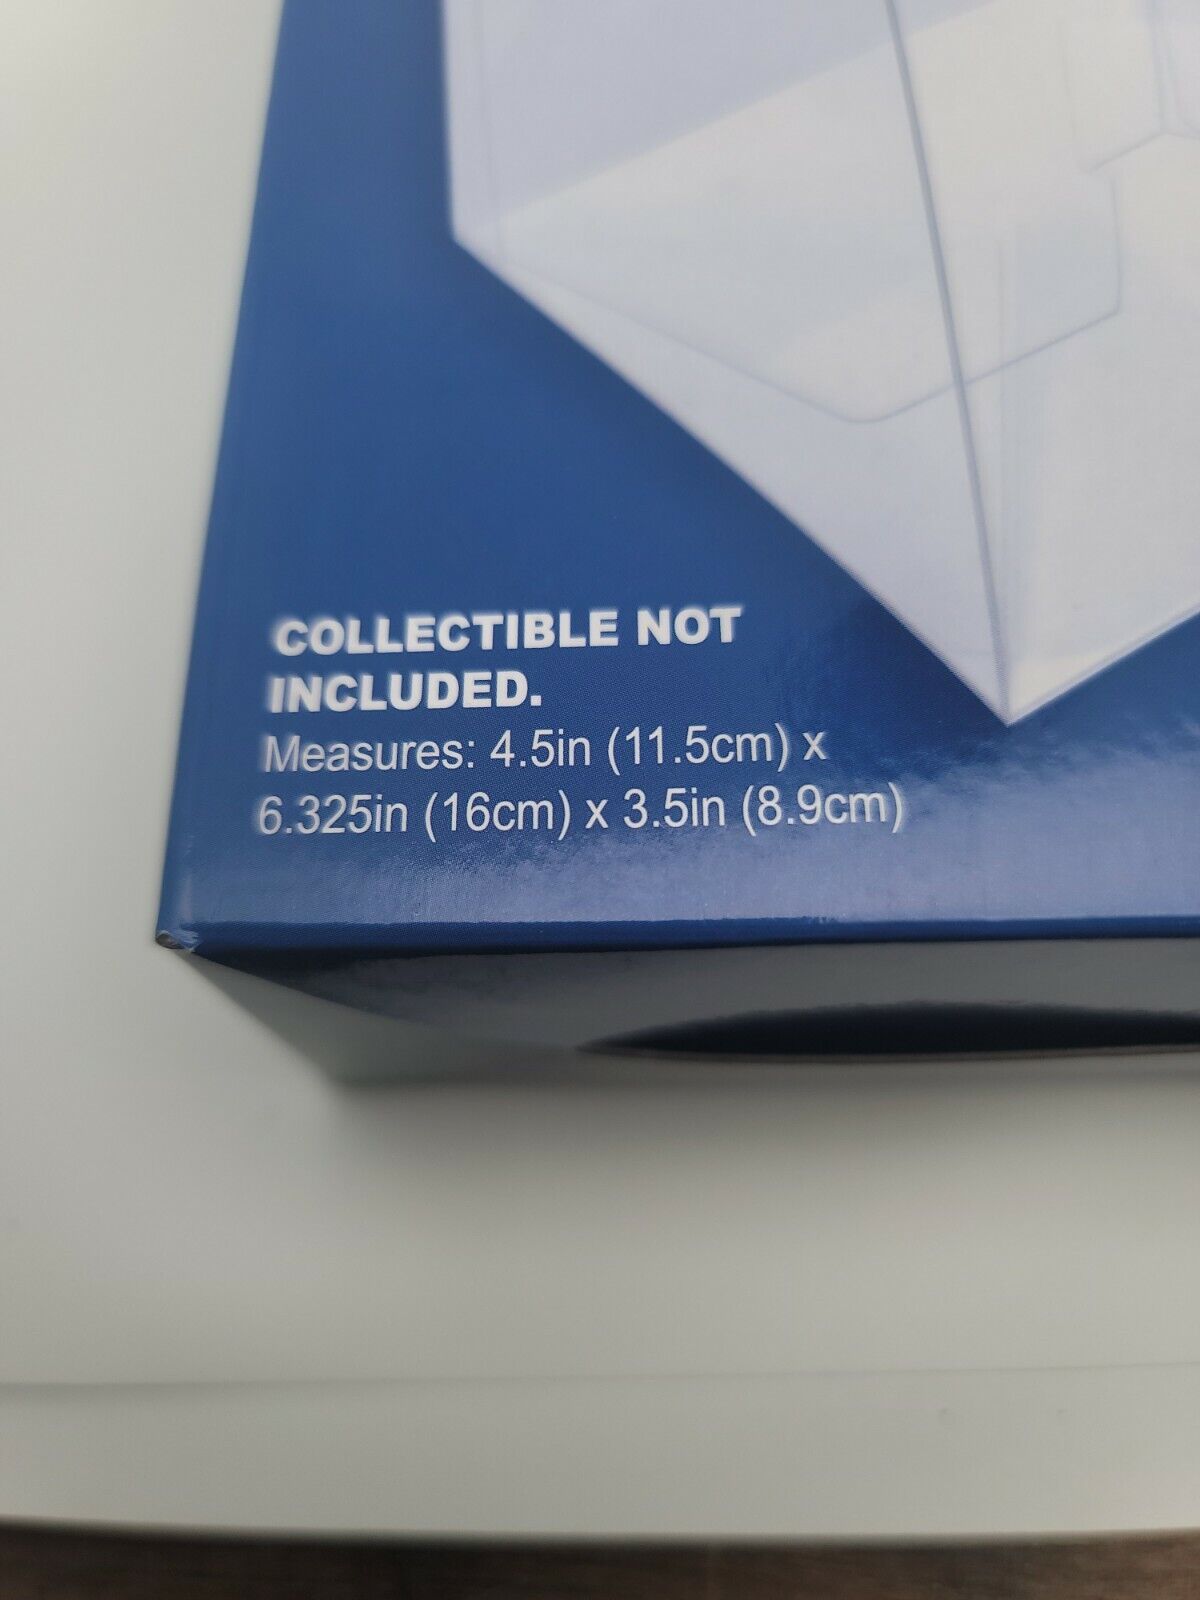 COLLECTIBLE NOT
INCLUDED.
Measures: 4.5in (11.5cm) x
6.325in (16cm) x 3.5in (8.9cm)